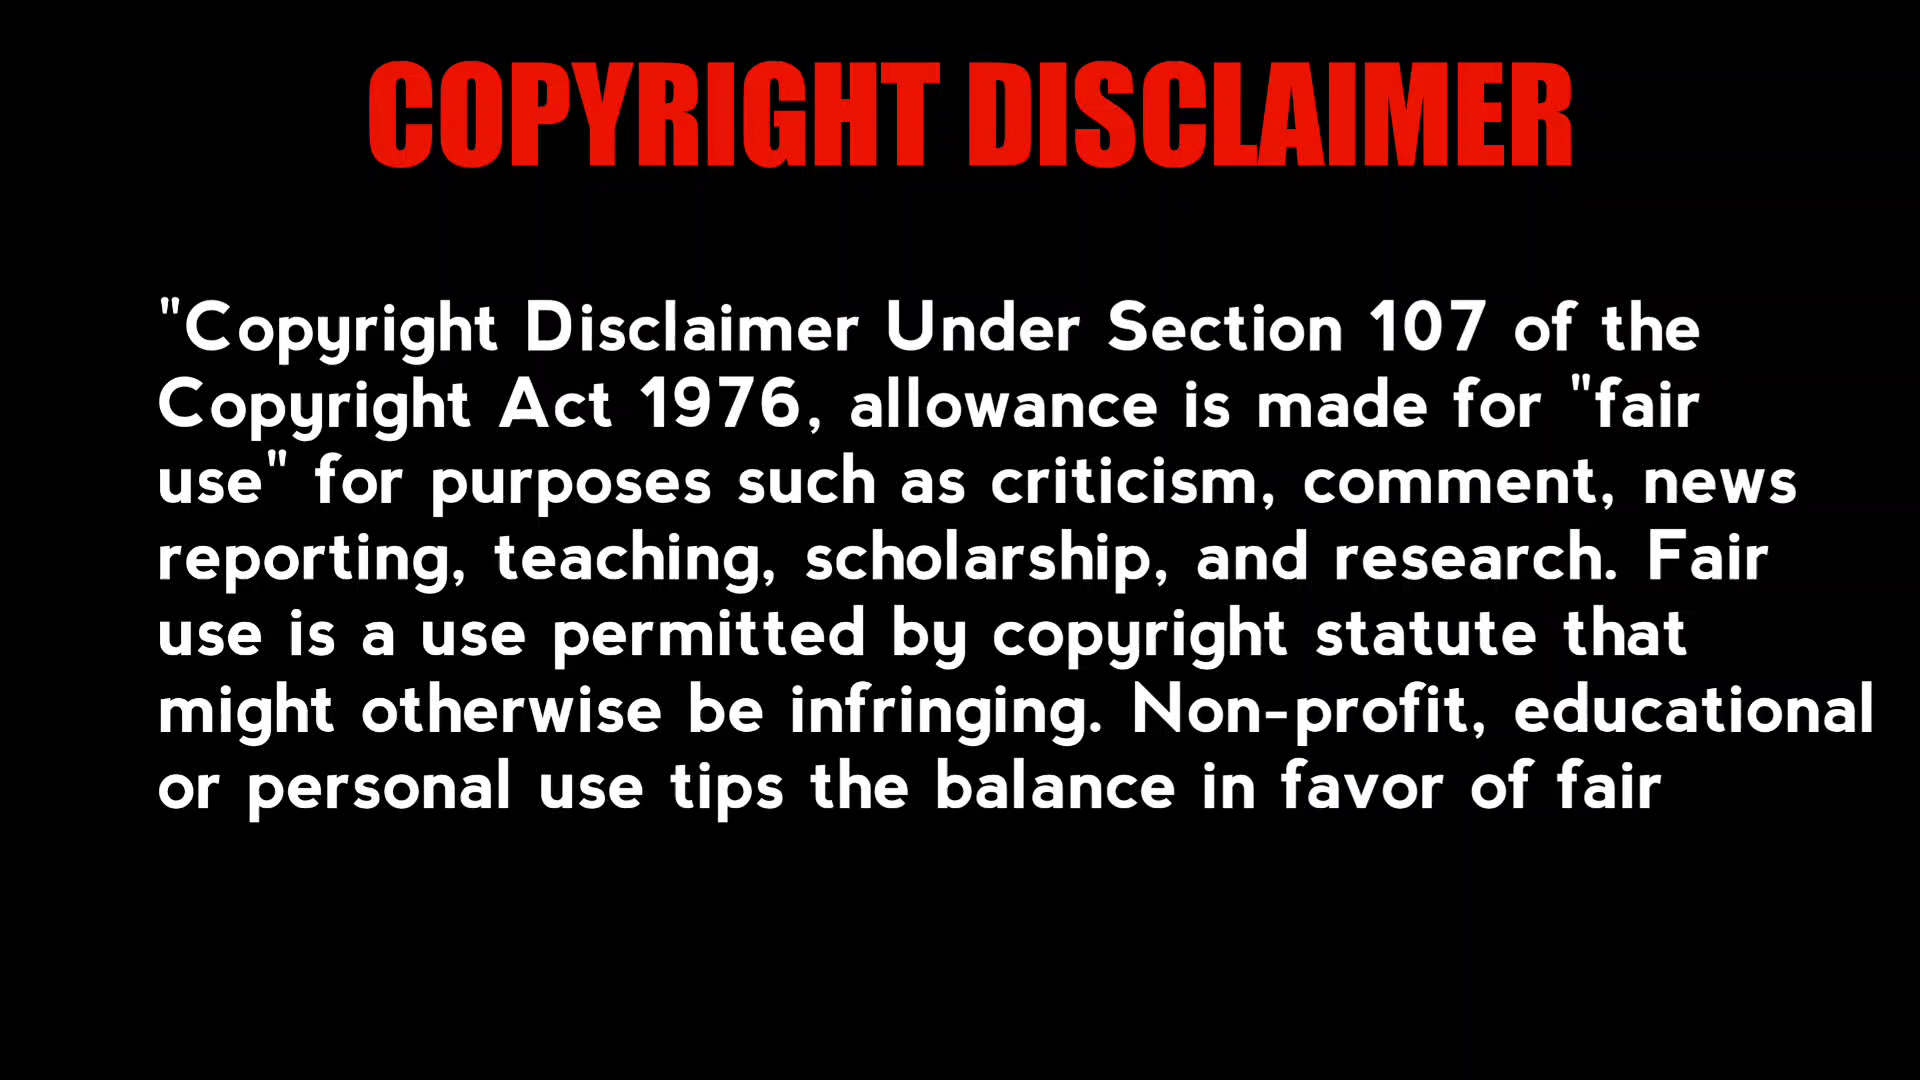 COPYRIGHT DISCLAIMER
"Copyright Disclaimer Under Section 107 of the
Copyright Act 1976, allowance is made for "fair
use" for purposes such as criticism, comment, news
reporting, teaching, scholarship, and research. Fair
use is a use permitted by copyright statute that
might otherwise be infringing. Non-profit, educational
or personal use tips the balance in favor of fair